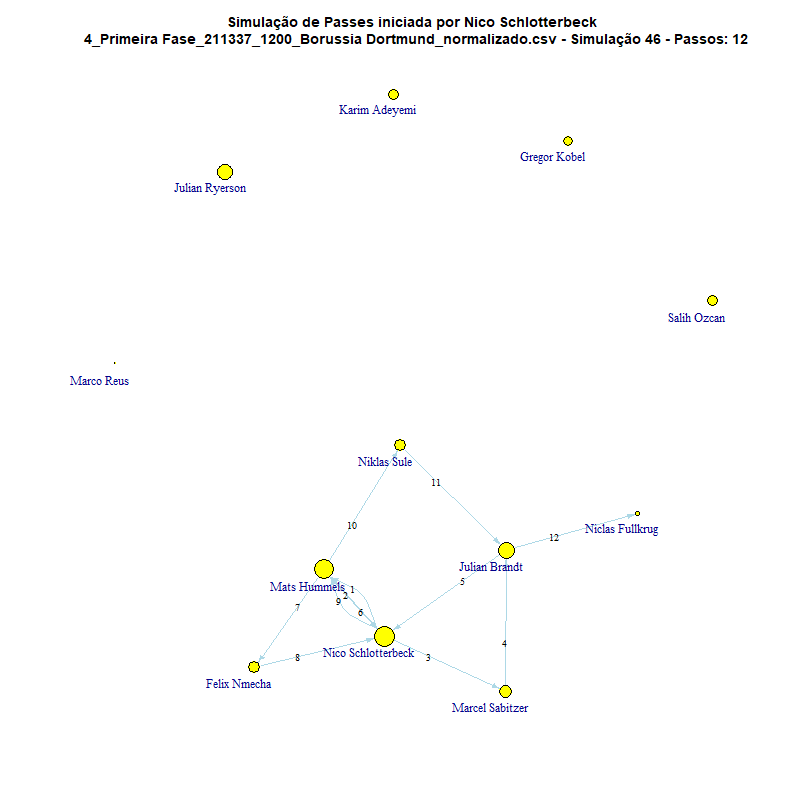 Simulação de Passes iniciada por Nico Schlotterbeck
4_Primeira Fase_211337_1200_Borussia Dortmund_normalizado.csv - Simulação 46 - Passos: 12
Karim Adeyemi
Gregor Kobel
Julian Ryerson
Salih Ozcan
Marco Reus
Niklas Sule
11
10
12
Niclas Fullkrug
Julian Brandt
5
Mats Hummels
1
2
9
6
7
4
Nico Schlotterbeck
3
8
Felix Nmecha
Marcel Sabitzer